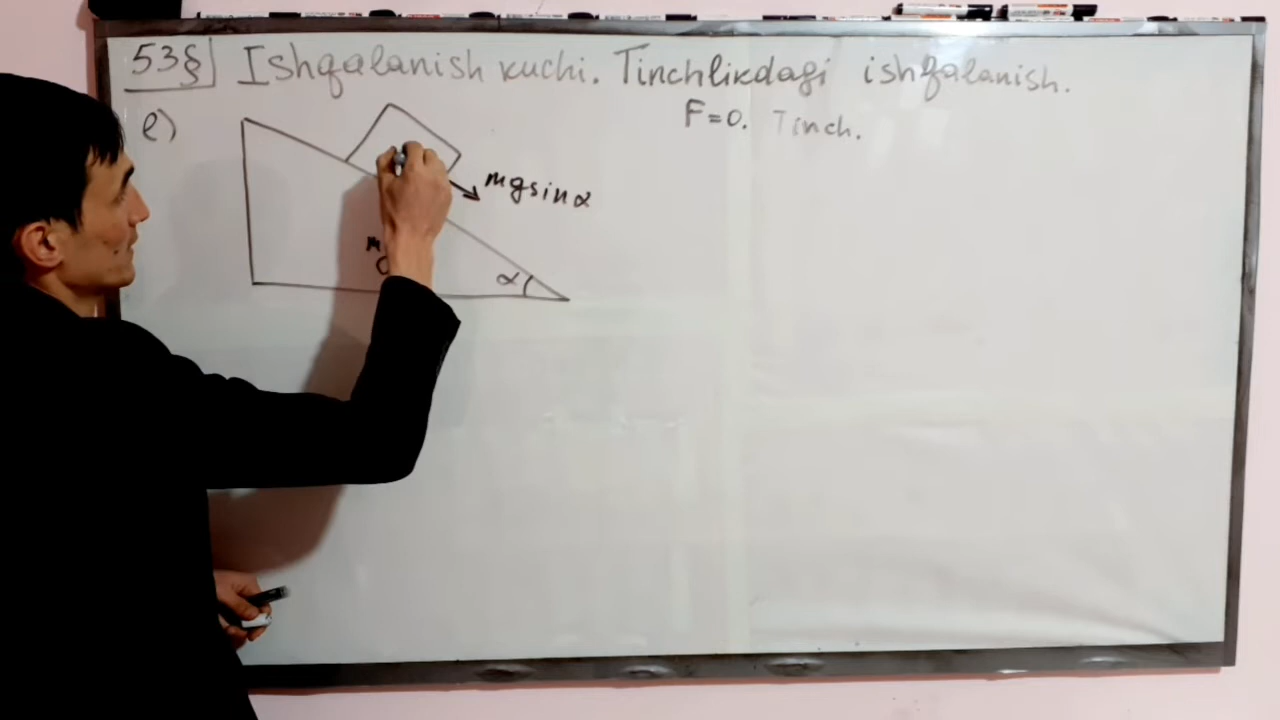 53§ Ishqalanish kuchi. Tinchlikdagi ishqalanish.
F=0. Tinch.
e)
mgsinα
α